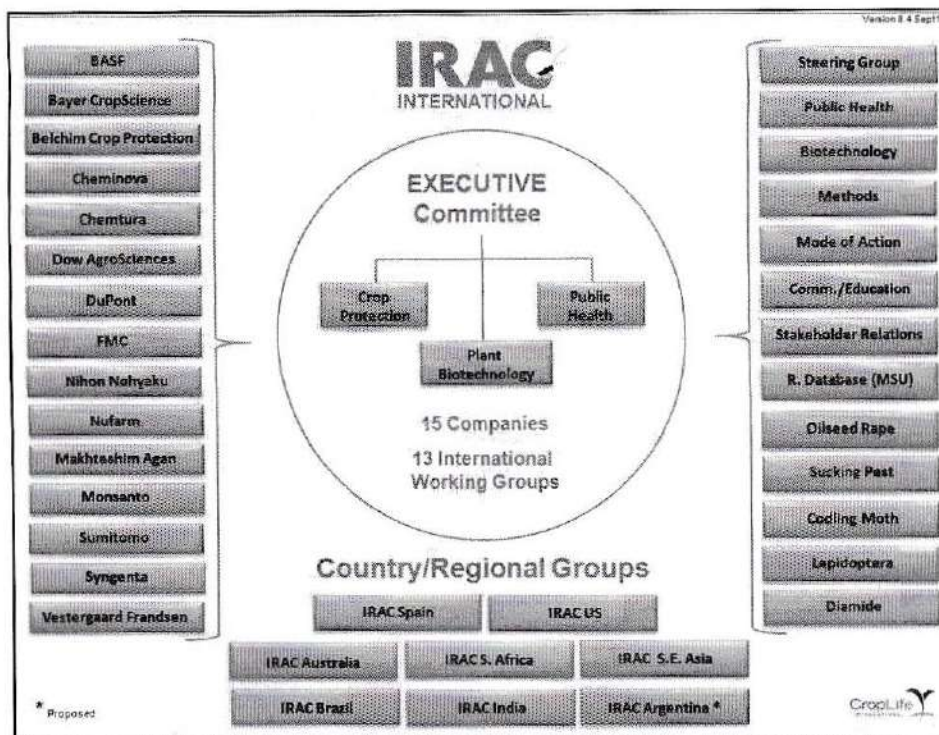 BASF
Bayer CropScience
Belchim Crop Protection
Cheminova
Chemtura
Dow AgroSciences
DuPont
FMC
Nihon Nohyaku
Nufarm
Makhteshim Agan
Monsanto
Sumitomo
Syngenta
Vestergaard Frandsen
* Proposed
IRAC
INTERNATIONAL
EXECUTIVE
Committee
Crop
Protection
Public
Health
Plant
Biotechnology
15 Companies
13 International
Working Groups
Country/Regional Groups
IRAC Spain
IRAC US
IRAC Australia
IRAC S. Africa
IRAC S.E. Asia
IRAC Brazil
IRAC India
IRAC Argentina *
Version 8.4
Steering Group
Public Health
Biotechnology
Methods
Mode of Action
Comm./Education
Stakeholder Relations
R. Database (MSU)
Oilseed Rape
Sucking Pest
Codling Moth
Lepidoptera
Diamide
CropLife